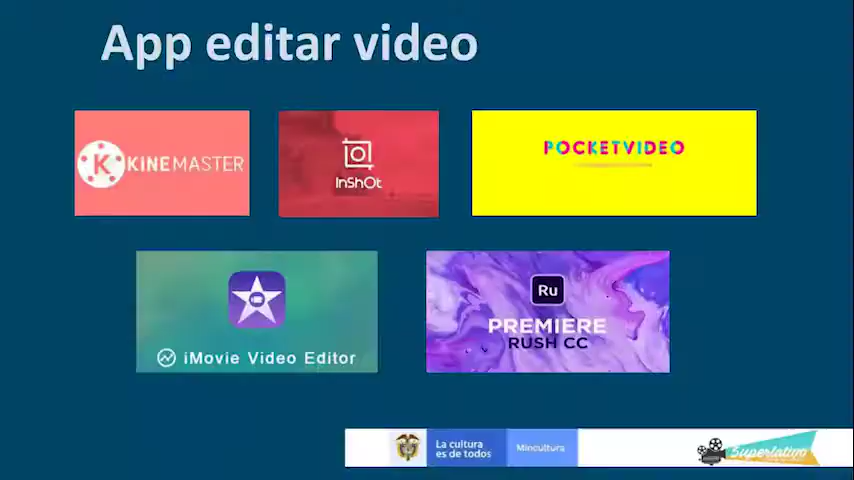 App editar video
K
KINEMASTER
InShOt
POCKETVIDEO
iMovie Video Editor
Ru
PREMIERE
RUSH CC
La cultura
es de todos
Mincultura
Superlativo